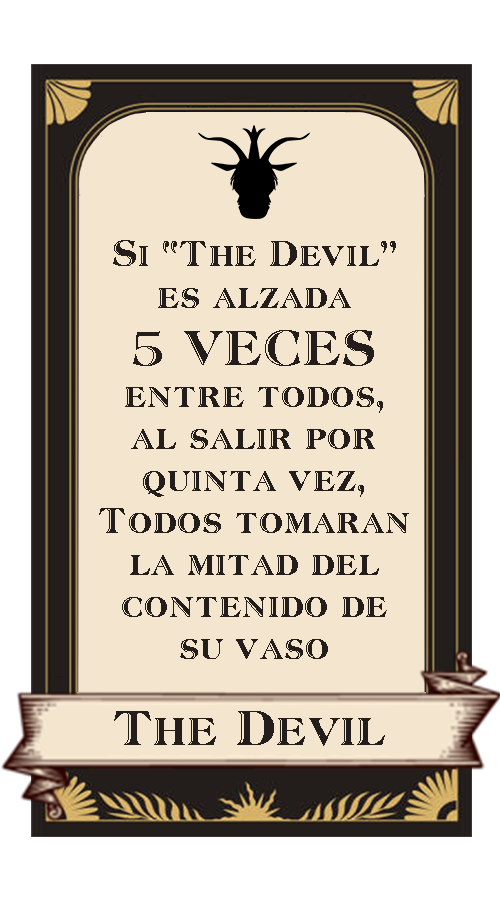 Si “The Devil”
es alzada
5 veces
entre todos,
al salir por
quinta vez,
Todos tomaran
la mitad del
contenido de
su vaso
The Devil